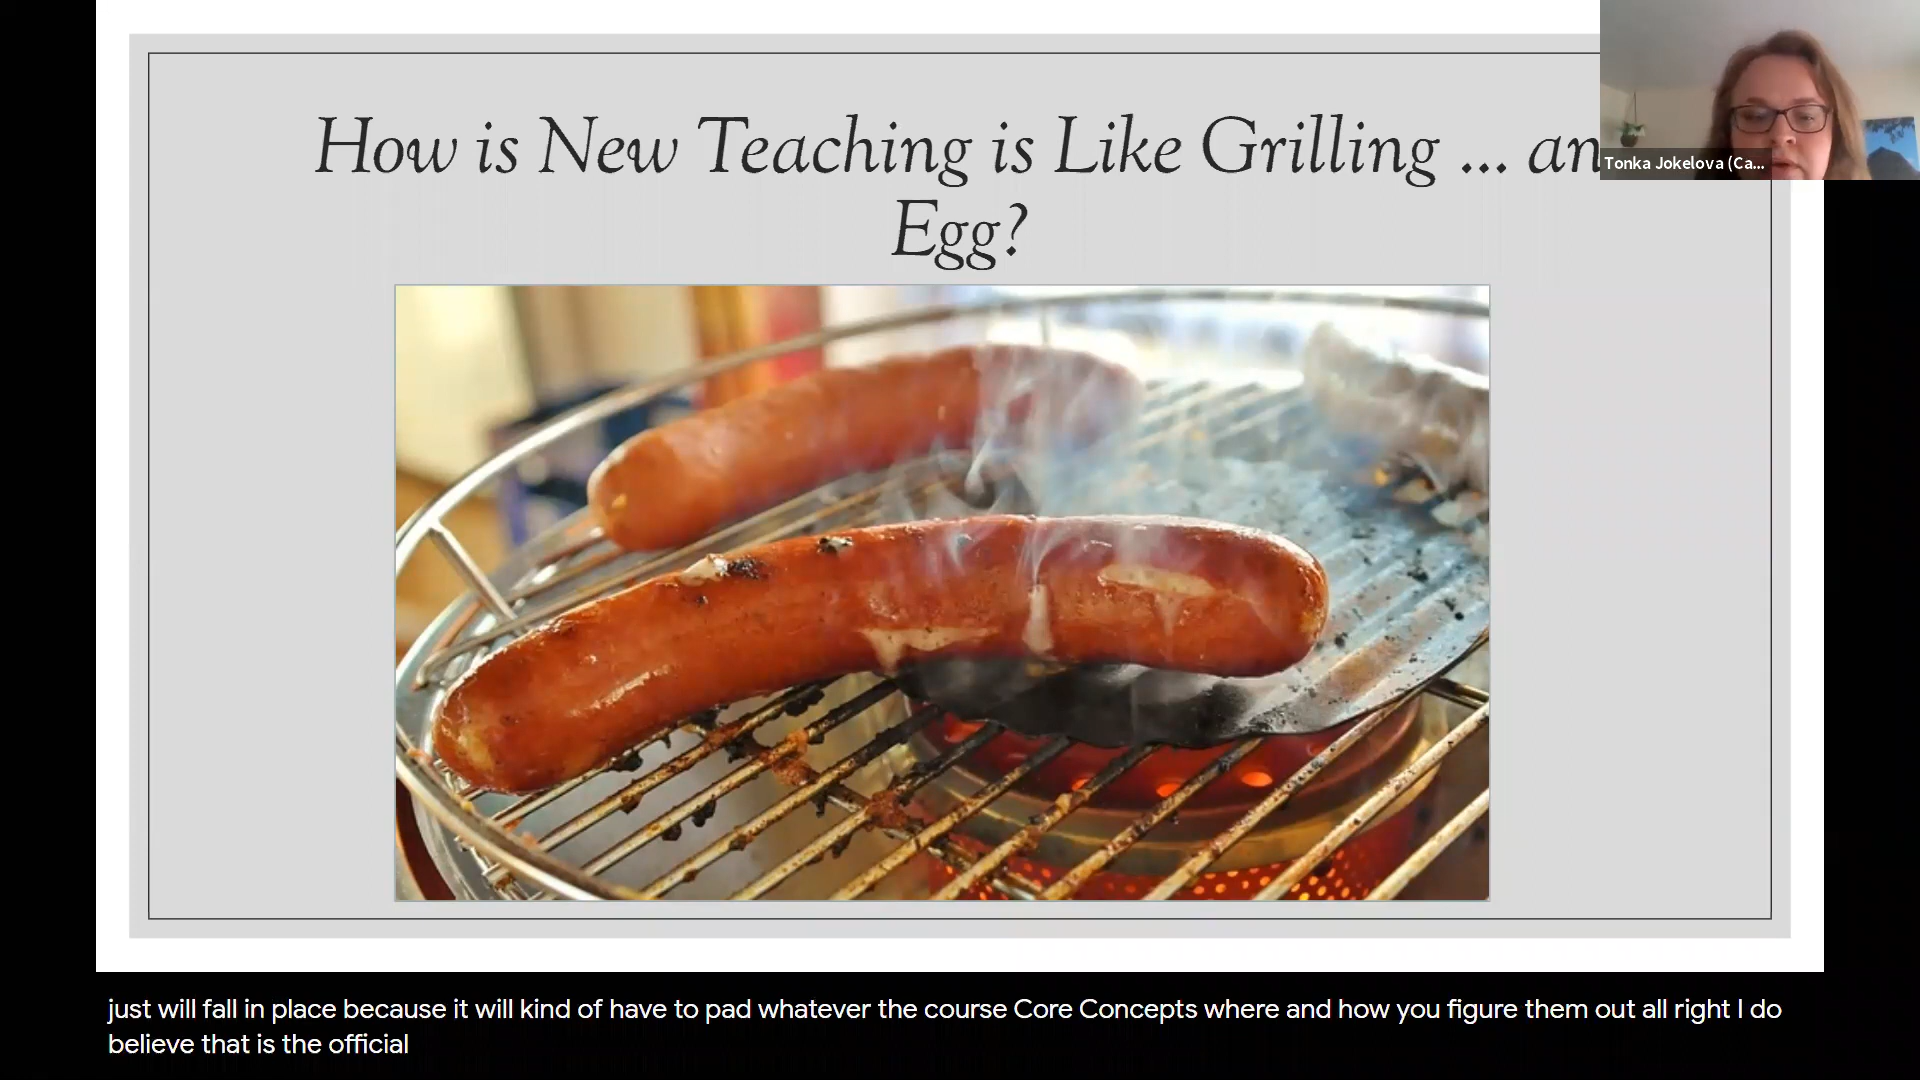 How is New Teaching is Like Grilling ... an
Egg?
Tonka Jokelova (Ca...
just will fall in place because it will kind of have to pad whatever the course Core Concepts where and how you figure them out all right I do
believe that is the official